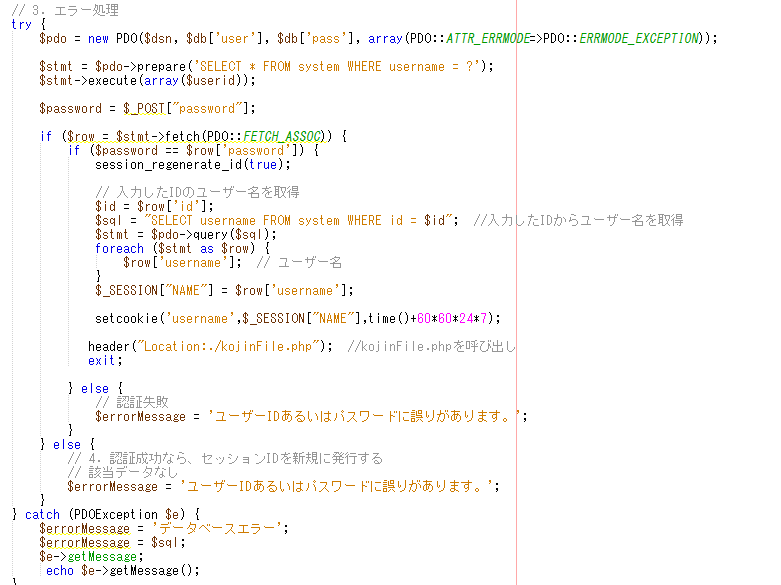 // 3. エラー処理
try {
$pdo = new PDO($dsn, $db['user'], $db['pass'], array(PDO::ATTR_ERRMODE=>PDO::ERRMODE_EXCEPTION));
$stmt = $pdo->prepare('SELECT * FROM system WHERE username = ?');
$stmt->execute(array($userid));
$password = $_POST["password"];
if ($row = $stmt->fetch(PDO::FETCH_ASSOC)) {
if ($password == $row['password']) {
session_regenerate_id(true);
// 入力したIDのユーザー名を取得
$id = $row['id'];
$sql = "SELECT username FROM system WHERE id = $id"; //入力したIDからユーザー名を取得
$stmt = $pdo->query($sql);
foreach ($stmt as $row) {
$row['username']; // ユーザー名
}
$_SESSION["NAME"] = $row['username'];
setcookie('username',$_SESSION["NAME"],time()+60*60*24*7);
header("Location:./kojinFile.php"); //kojinFile.phpを呼び出し
exit;
} else {
// 認証失敗
$errorMessage = 'ユーザーIDあるいはパスワードに誤りがあります。';
}
} else {
// 4. 認証成功なら、セッションIDを新規に発行する
// 該当データなし
$errorMessage = 'ユーザーIDあるいはパスワードに誤りがあります。';
}
} catch (PDOException $e) {
$errorMessage = 'データベースエラー';
$errorMessage = $sql;
$e->getMessage;
echo $e->getMessage();
}